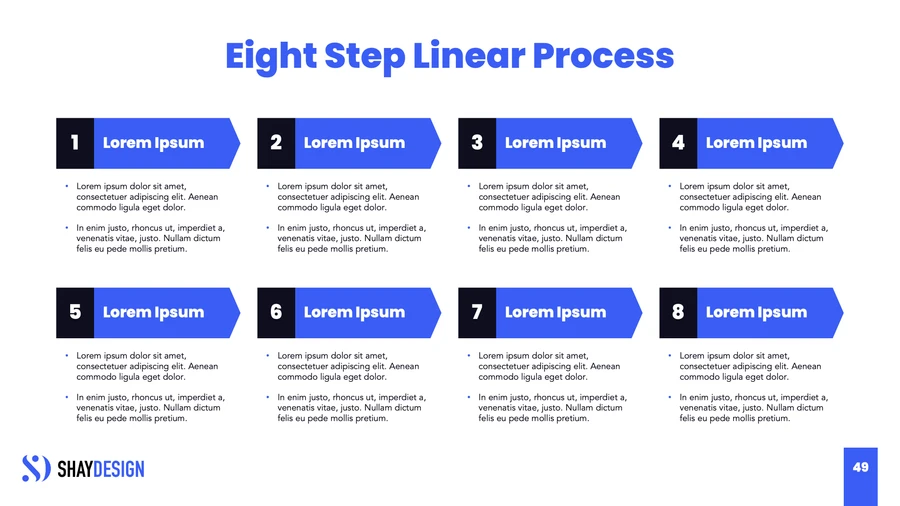 Eight Step Linear Process
1 Lorem Ipsum
• Lorem ipsum dolor sit amet,
consectetuer adipiscing elit. Aenean
commodo ligula eget dolor.
• In enim justo, rhoncus ut, imperdiet a,
venenatis vitae, justo. Nullam dictum
felis eu pede mollis pretium.
2 Lorem Ipsum
• Lorem ipsum dolor sit amet,
consectetuer adipiscing elit. Aenean
commodo ligula eget dolor.
• In enim justo, rhoncus ut, imperdiet a,
venenatis vitae, justo. Nullam dictum
felis eu pede mollis pretium.
3 Lorem Ipsum
• Lorem ipsum dolor sit amet,
consectetuer adipiscing elit. Aenean
commodo ligula eget dolor.
• In enim justo, rhoncus ut, imperdiet a,
venenatis vitae, justo. Nullam dictum
felis eu pede mollis pretium.
4 Lorem Ipsum
• Lorem ipsum dolor sit amet,
consectetuer adipiscing elit. Aenean
commodo ligula eget dolor.
• In enim justo, rhoncus ut, imperdiet a,
venenatis vitae, justo. Nullam dictum
felis eu pede mollis pretium.
5 Lorem Ipsum
• Lorem ipsum dolor sit amet,
consectetuer adipiscing elit. Aenean
commodo ligula eget dolor.
• In enim justo, rhoncus ut, imperdiet a,
venenatis vitae, justo. Nullam dictum
felis eu pede mollis pretium.
6 Lorem Ipsum
• Lorem ipsum dolor sit amet,
consectetuer adipiscing elit. Aenean
commodo ligula eget dolor.
• In enim justo, rhoncus ut, imperdiet a,
venenatis vitae, justo. Nullam dictum
felis eu pede mollis pretium.
7 Lorem Ipsum
• Lorem ipsum dolor sit amet,
consectetuer adipiscing elit. Aenean
commodo ligula eget dolor.
• In enim justo, rhoncus ut, imperdiet a,
venenatis vitae, justo. Nullam dictum
felis eu pede mollis pretium.
8 Lorem Ipsum
• Lorem ipsum dolor sit amet,
consectetuer adipiscing elit. Aenean
commodo ligula eget dolor.
• In enim justo, rhoncus ut, imperdiet a,
venenatis vitae, justo. Nullam dictum
felis eu pede mollis pretium.
SHAYDESIGN
49